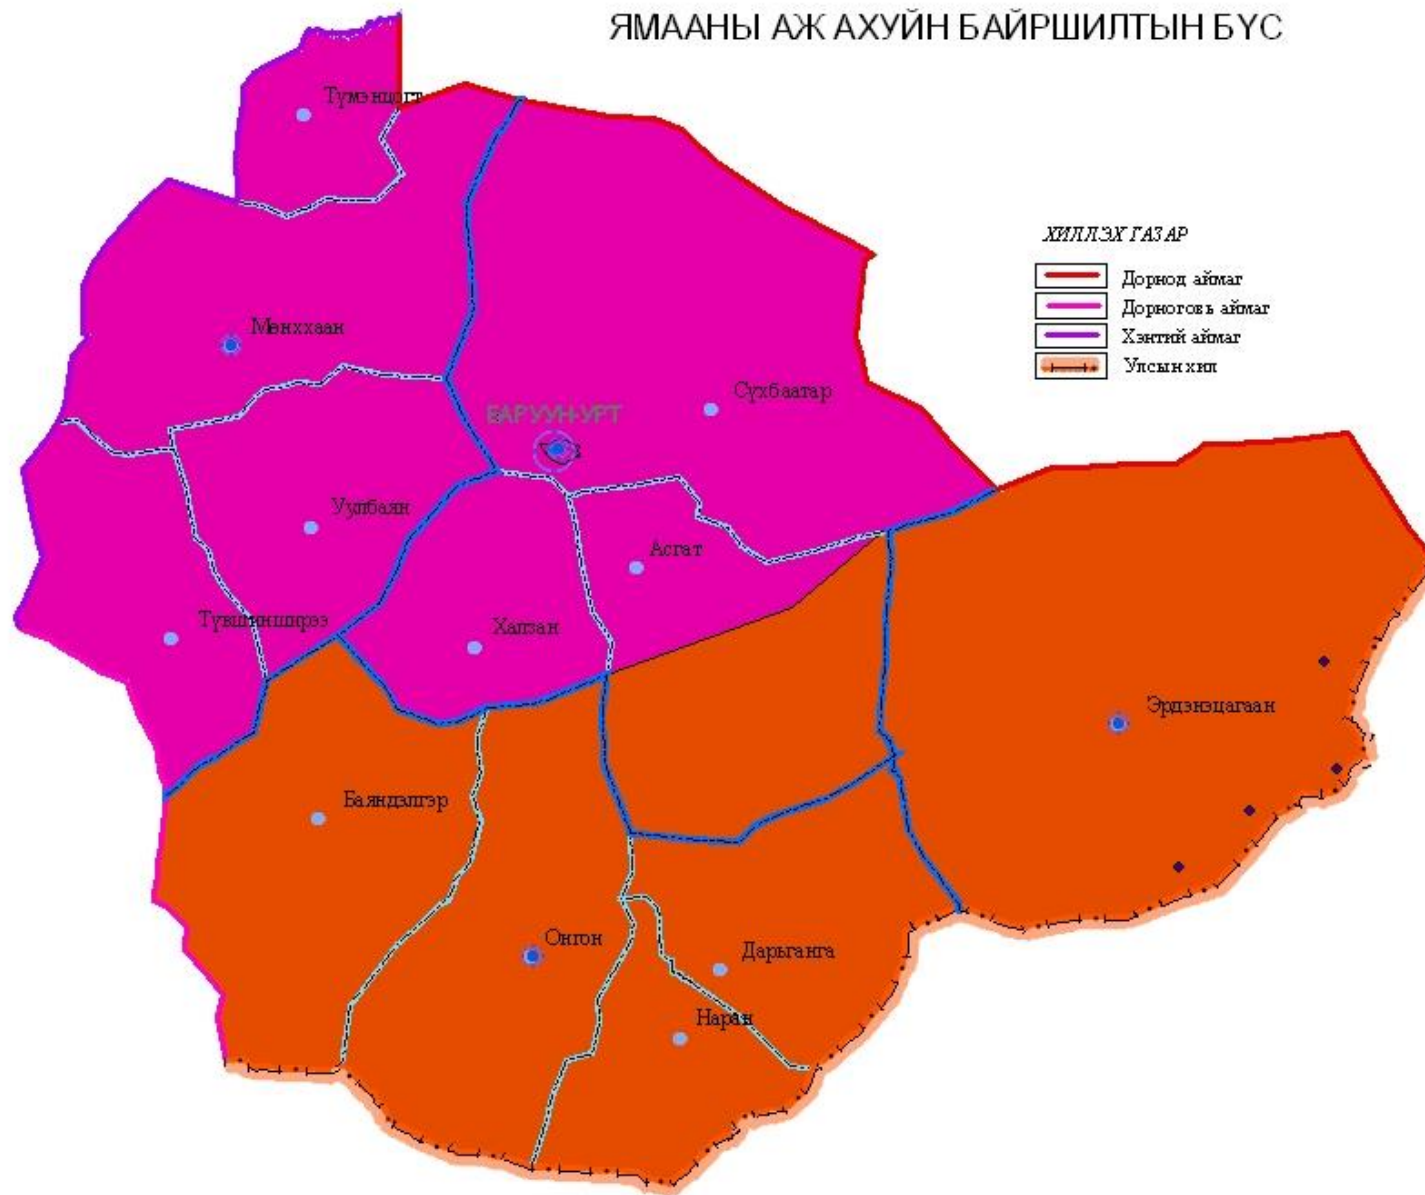 ЯМААНЫ АЖ АХУЙН БАЙРШИЛТЫН БҮС
Түмэнцогт
ХИЛЛЭХ ГАЗАР
Дорнод аймаг
Дорноговь аймаг
Хэнтий аймаг
Улсын хил
Мөнххаан
Сүхбаатар
БАРУУН-УРТ
Уулбаян
Асгат
Түвшинширээ
Халзан
Эрдэнэцагаан
Баяндэлгэр
Онгон
Дарьганга
Наран